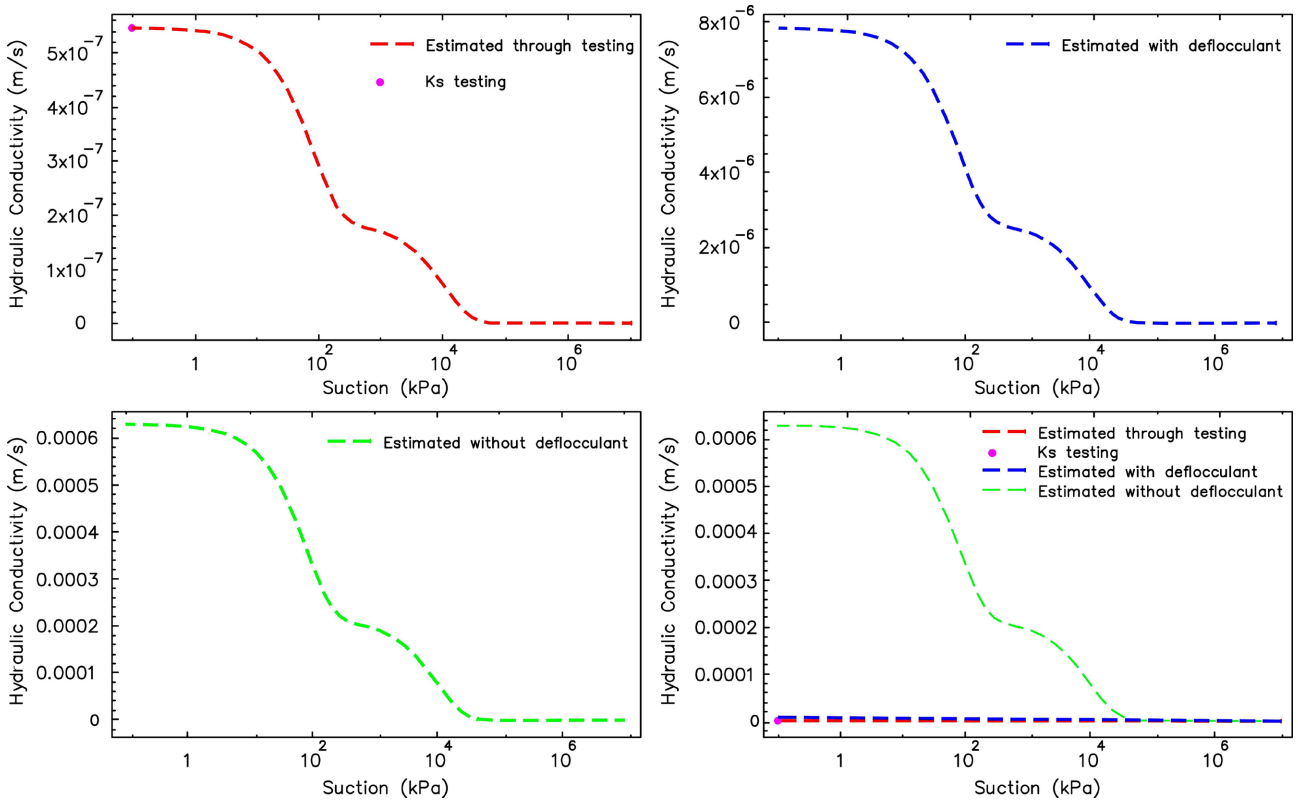 Hydraulic Conductivity (m/s)
5x10⁻⁷
4x10⁻⁷
3x10⁻⁷
2x10⁻⁷
1x10⁻⁷
0
Estimated through testing
Ks testing
1 10² 10⁴ 10⁶
Suction (kPa)
Hydraulic Conductivity (m/s)
8x10⁻⁶
6x10⁻⁶
4x10⁻⁶
2x10⁻⁶
0
Estimated with deflocculant
1 10² 10⁴ 10⁶
Suction (kPa)
Hydraulic Conductivity (m/s)
0.0006
0.0005
0.0004
0.0003
0.0002
0.0001
0
Estimated without deflocculant
1 10² 10⁴ 10⁶
Suction (kPa)
Hydraulic Conductivity (m/s)
0.0006
0.0005
0.0004
0.0003
0.0002
0.0001
0
Estimated through testing
Ks testing
Estimated with deflocculant
Estimated without deflocculant
1 10² 10⁴ 10⁶
Suction (kPa)